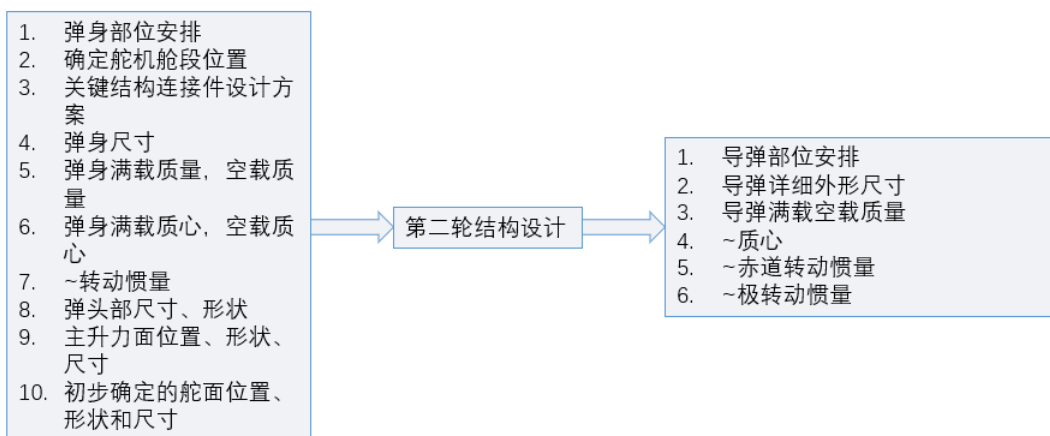 1. 弹身部位安排
2. 确定舵机舱段位置
3. 关键结构连接件设计方
案
4. 弹身尺寸
5. 弹身满载质量，空载质
量
6. 弹身满载质心，空载质
心
7. ~转动惯量
8. 弹头部尺寸、形状
9. 主升力面位置、形状、
尺寸
10. 初步确定的舵面位置、
形状和尺寸
第二轮结构设计
1. 导弹部位安排
2. 导弹详细外形尺寸
3. 导弹满载空载质量
4. ~质心
5. ~赤道转动惯量
6. ~极转动惯量